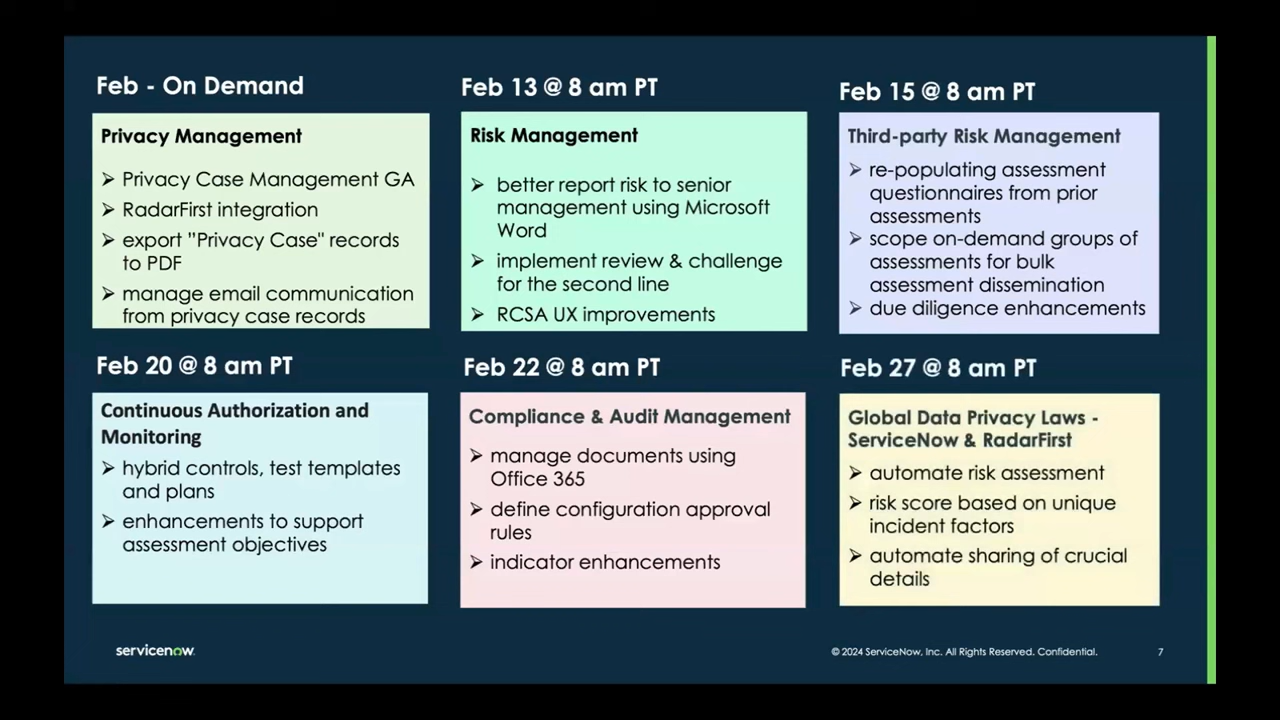 Feb - On Demand
Privacy Management
➢ Privacy Case Management GA
➢ RadarFirst integration
➢ export ”Privacy Case" records
to PDF
➢ manage email communication
from privacy case records
Feb 13 @ 8 am PT
Risk Management
➢ better report risk to senior
management using Microsoft
Word
➢ implement review & challenge
for the second line
➢ RCSA UX improvements
Feb 15 @ 8 am PT
Third-party Risk Management
➢ re-populating assessment
questionnaires from prior
assessments
➢ scope on-demand groups of
assessments for bulk
assessment dissemination
➢ due diligence enhancements
Feb 20 @ 8 am PT
Continuous Authorization and
Monitoring
➢ hybrid controls, test templates
and plans
➢ enhancements to support
assessment objectives
Feb 22 @ 8 am PT
Compliance & Audit Management
➢ manage documents using
Office 365
➢ define configuration approval
rules
➢ indicator enhancements
Feb 27 @ 8 am PT
Global Data Privacy Laws -
ServiceNow & RadarFirst
➢ automate risk assessment
➢ risk score based on unique
incident factors
➢ automate sharing of crucial
details
servicenow
© 2024 ServiceNow, Inc. All Rights Reserved. Confidential.
7